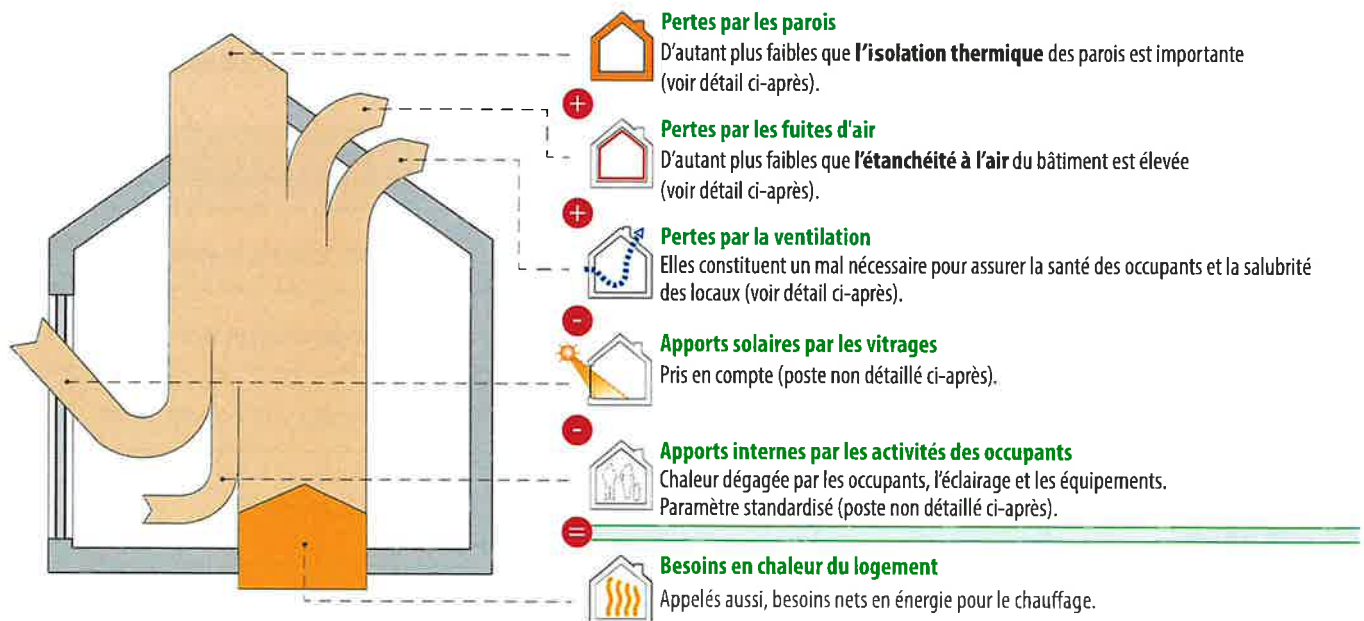 Pertes par les parois
D'autant plus faibles que l'isolation thermique des parois est importante
(voir détail ci-après).
+
Pertes par les fuites d'air
D'autant plus faibles que l'étanchéité à l'air du bâtiment est élevée
(voir détail ci-après).
+
Pertes par la ventilation
Elles constituent un mal nécessaire pour assurer la santé des occupants et la salubrité
des locaux (voir détail ci-après).
-
Apports solaires par les vitrages
Pris en compte (poste non détaillé ci-après).
-
Apports internes par les activités des occupants
Chaleur dégagée par les occupants, l'éclairage et les équipements.
Paramètre standardisé (poste non détaillé ci-après).
=
Besoins en chaleur du logement
Appelés aussi, besoins nets en énergie pour le chauffage.